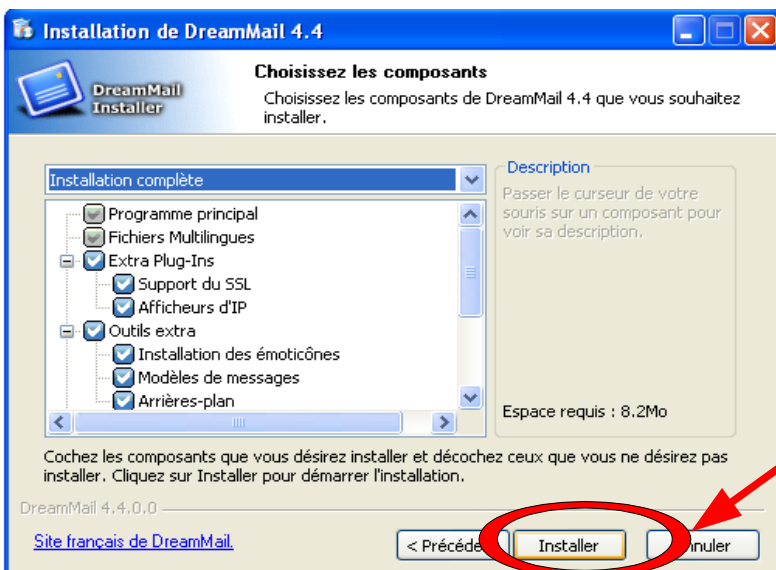 Installation de DreamMail 4.4
DreamMail
Installer
Choisissez les composants
Choisissez les composants de DreamMail 4.4 que vous souhaitez
installer.
Installation complète
Programme principal
Fichiers Multilingues
Extra Plug-Ins
Support du SSL
Afficheurs d'IP
Outils extra
Installation des émoticônes
Modèles de messages
Arrières-plan
Description
Passer le curseur de votre
souris sur un composant pour
voir sa description.
Espace requis : 8.2Mo
Cochez les composants que vous désirez installer et décochez ceux que vous ne désirez pas
installer. Cliquez sur Installer pour démarrer l'installation.
DreamMail 4.4.0.0
Site français de DreamMail.
< Précéde
Installer
nuler